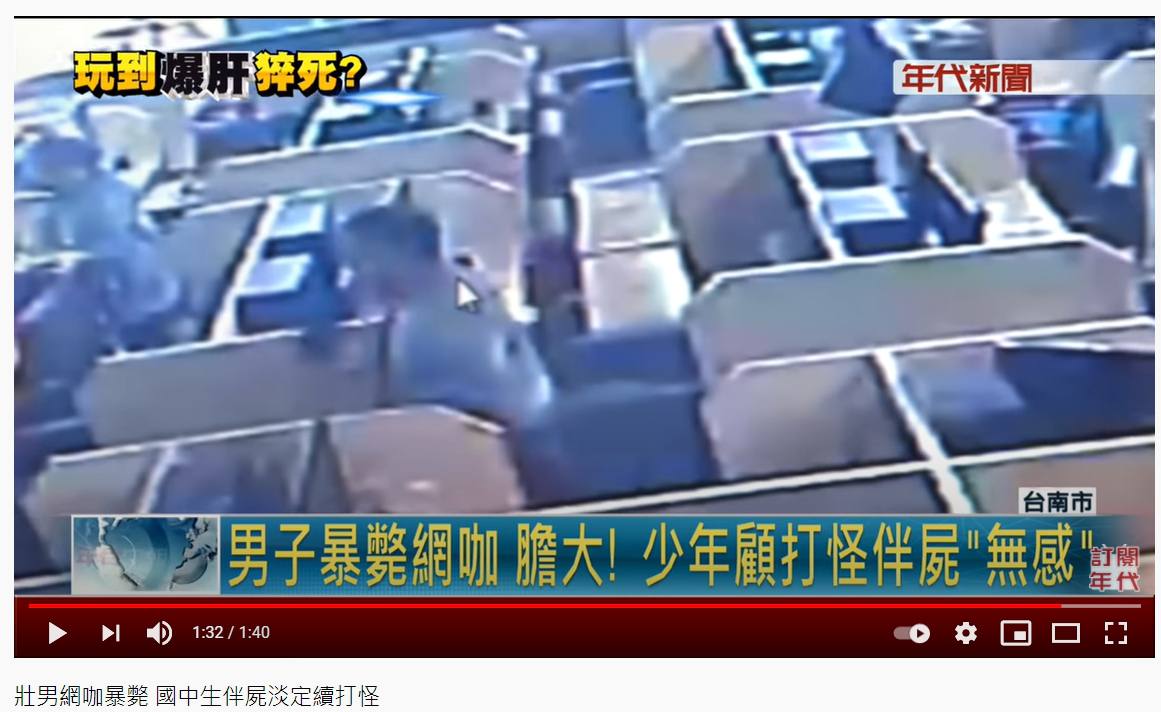 玩到爆肝猝死?
年代新聞
台南市
男子暴斃網咖 膽大! 少年顧打怪伴屍"無感"
訂閱
年代
1:32 / 1:40
壯男網咖暴斃 國中生伴屍淡定續打怪